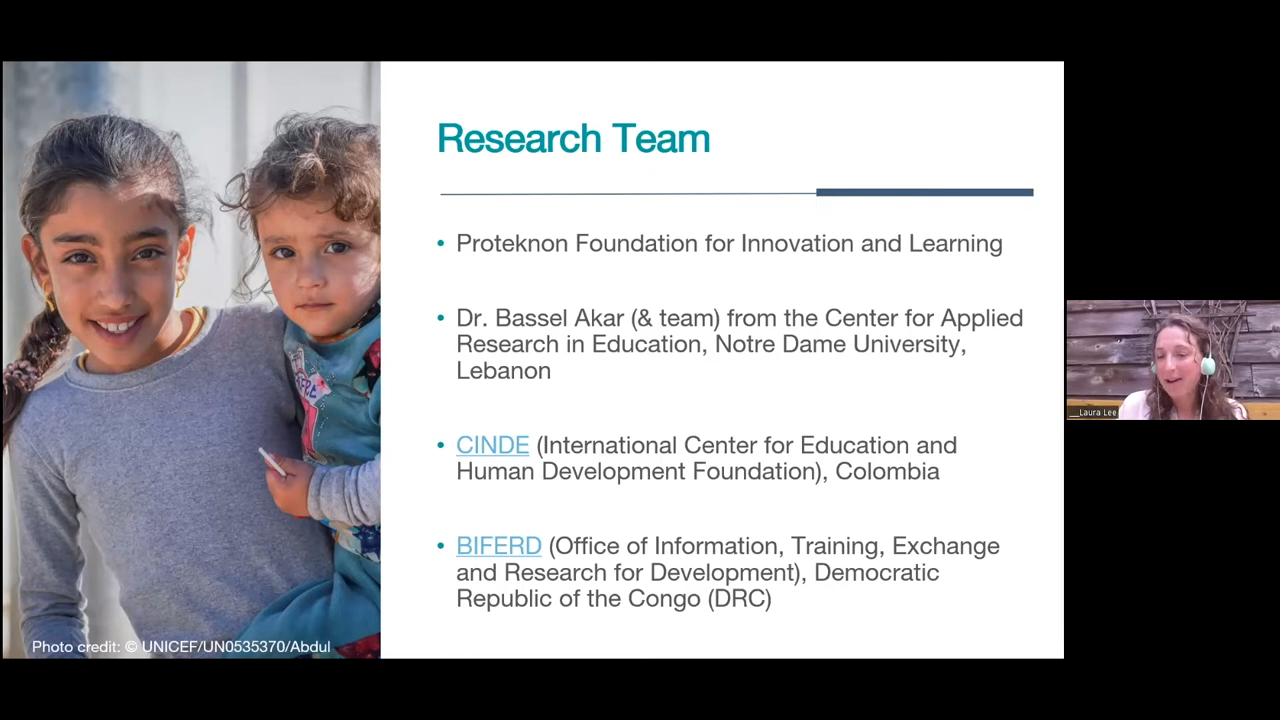 Research Team
• Proteknon Foundation for Innovation and Learning
• Dr. Bassel Akar (& team) from the Center for Applied
Research in Education, Notre Dame University,
Lebanon
• CINDE (International Center for Education and
Human Development Foundation), Colombia
• BIFERD (Office of Information, Training, Exchange
and Research for Development), Democratic
Republic of the Congo (DRC)
Photo credit: © UNICEF/UN0535370/Abdul
__Laura Lee